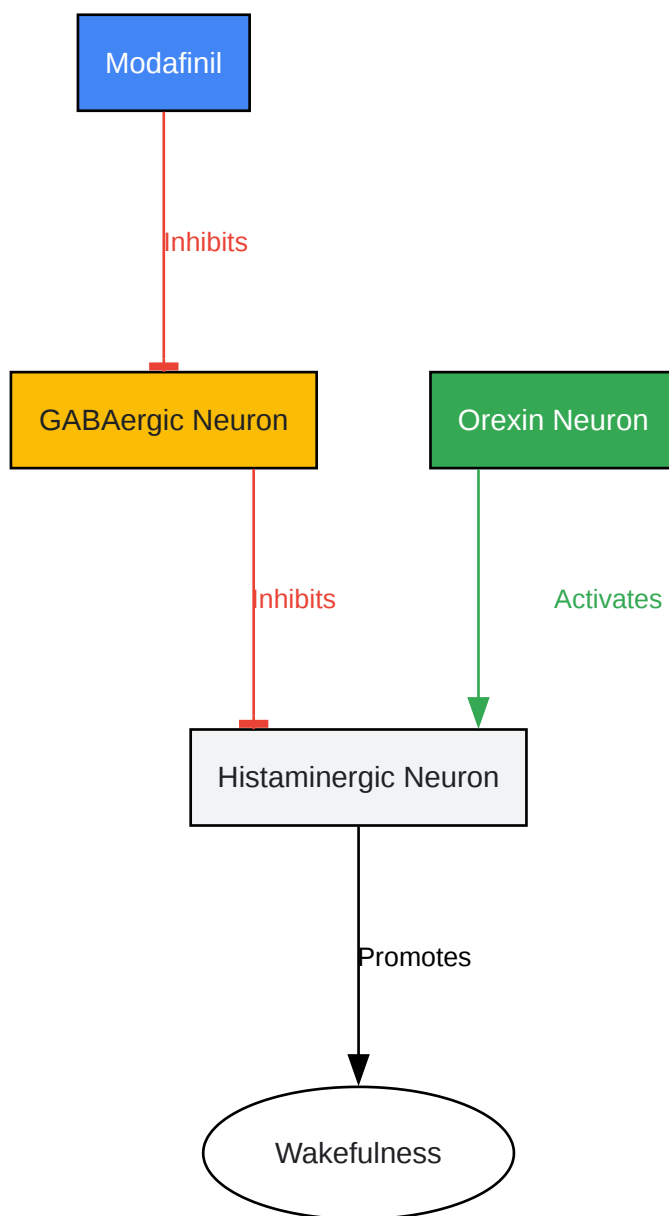 Modafinil
Inhibits
GABAergic Neuron
Orexin Neuron
Inhibits
Activates
Histaminergic Neuron
Promotes
Wakefulness